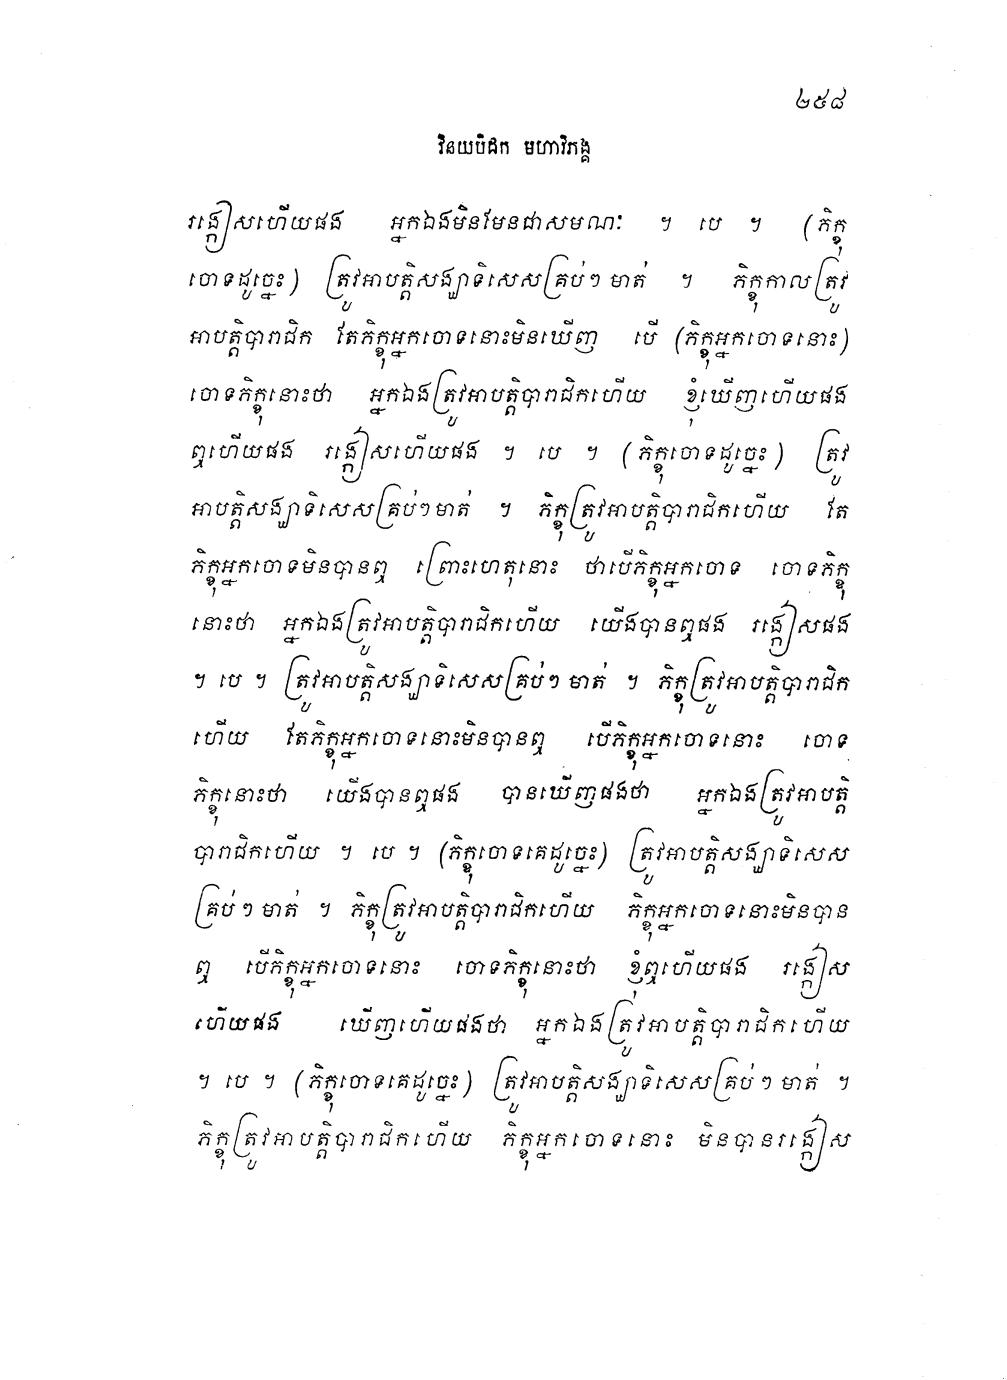 ២៥៨
វិនយបិដក មហាវិភង្គ
រង្កៀសហើយផង អ្នកឯងមិនមែនជាសមណៈ ។ បេ ។ (ភិក្ខុ
ចោទដូច្នេះ) ត្រូវអាបត្តិសង្ឃាទិសេសគ្រប់ៗមាត់ ។ ភិក្ខុកាលត្រូវ
អាបត្តិបារាជិក តែភិក្ខុអ្នកចោទនោះមិនឃើញ បើ (ភិក្ខុអ្នកចោទនោះ)
ចោទភិក្ខុនោះថា អ្នកឯងត្រូវអាបត្តិបារាជិកហើយ ខ្ញុំឃើញហើយផង
ឮហើយផង រង្កៀសហើយផង ។ បេ ។ (ភិក្ខុចោទដូច្នេះ) ត្រូវ
អាបត្តិសង្ឃាទិសេសគ្រប់ៗមាត់ ។ ភិក្ខុត្រូវអាបត្តិបារាជិកហើយ តែ
ភិក្ខុអ្នកចោទមិនបានឮ ព្រោះហេតុនោះ ថាបើភិក្ខុអ្នកចោទ ចោទភិក្ខុ
នោះថា អ្នកឯងត្រូវអាបត្តិបារាជិកហើយ យើងបានឮផង រង្កៀសផង
។ បេ ។ ត្រូវអាបត្តិសង្ឃាទិសេសគ្រប់ៗមាត់ ។ ភិក្ខុត្រូវអាបត្តិបារាជិក
ហើយ តែភិក្ខុអ្នកចោទនោះមិនបានឮ បើភិក្ខុអ្នកចោទនោះ ចោទ
ភិក្ខុនោះថា យើងបានឮផង បានឃើញផងថា អ្នកឯងត្រូវអាបត្តិ
បារាជិកហើយ ។ បេ ។ (ភិក្ខុចោទគេដូច្នេះ) ត្រូវអាបត្តិសង្ឃាទិសេស
គ្រប់ៗមាត់ ។ ភិក្ខុត្រូវអាបត្តិបារាជិកហើយ ភិក្ខុអ្នកចោទនោះមិនបាន
ឮ បើភិក្ខុអ្នកចោទនោះ ចោទភិក្ខុនោះថា ខ្ញុំឮហើយផង រង្កៀស
ហើយផង ឃើញហើយផងថា អ្នកឯងត្រូវអាបត្តិបារាជិកហើយ
។ បេ ។ (ភិក្ខុចោទគេដូច្នេះ) ត្រូវអាបត្តិសង្ឃាទិសេសគ្រប់ៗមាត់ ។
ភិក្ខុត្រូវអាបត្តិបារាជិកហើយ ភិក្ខុអ្នកចោទនោះ មិនបានរង្កៀស